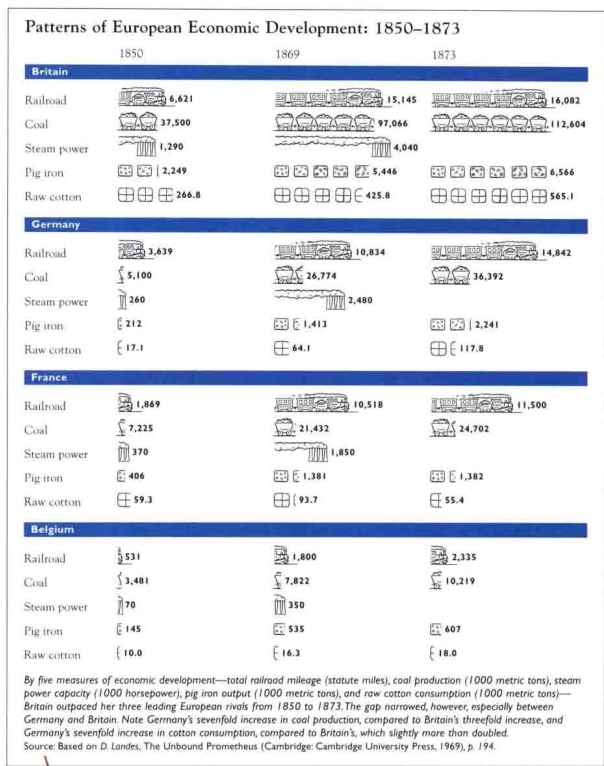 Patterns of European Economic Development: 1850–1873
1850 1869 1873
Britain
Railroad 6,621 15,145 16,082
Coal 37,500 97,066 112,604
Steam power 1,290 4,040
Pig iron 2,249 5,446 6,566
Raw cotton 266.8 425.8 565.1
Germany
Railroad 3,639 10,834 14,842
Coal 5,100 26,774 36,392
Steam power 260 2,480
Pig iron 212 1,413 2,241
Raw cotton 17.1 64.1 117.8
France
Railroad 1,869 10,518 11,500
Coal 7,225 21,432 24,702
Steam power 370 1,850
Pig iron 406 1,381 1,382
Raw cotton 59.3 93.7 55.4
Belgium
Railroad 531 1,800 2,335
Coal 3,481 7,822 10,219
Steam power 70 350
Pig iron 145 535 607
Raw cotton 10.0 16.3 18.0
By five measures of economic development—total railroad mileage (statute miles), coal production (1000 metric tons), steam
power capacity (1000 horsepower), pig iron output (1000 metric tons), and raw cotton consumption (1000 metric tons)—
Britain outpaced her three leading European rivals from 1850 to 1873. The gap narrowed, however, especially between
Germany and Britain. Note Germany's sevenfold increase in coal production, compared to Britain's threefold increase, and
Germany's sevenfold increase in cotton consumption, compared to Britain's, which slightly more than doubled.
Source: Based on D. Landes, The Unbound Prometheus (Cambridge: Cambridge University Press, 1969), p. 194.